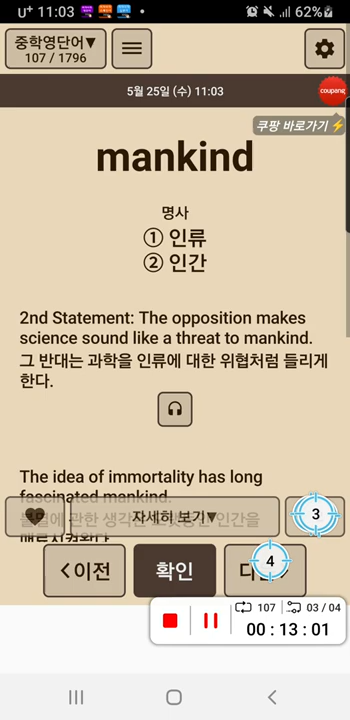 U+ 11:03 62%
중학영단어▼
107 / 1796
5월 25일 (수) 11:03
coupang
쿠팡 바로가기⚡
mankind
명사
① 인류
② 인간
2nd Statement: The opposition makes
science sound like a threat to mankind.
그 반대는 과학을 인류에 대한 위협처럼 들리게
한다.
The idea of immortality has long
fascinated mankind.
자세히 보기▼
3
<이전
확인
4
107 03 / 04
00 : 13 : 01